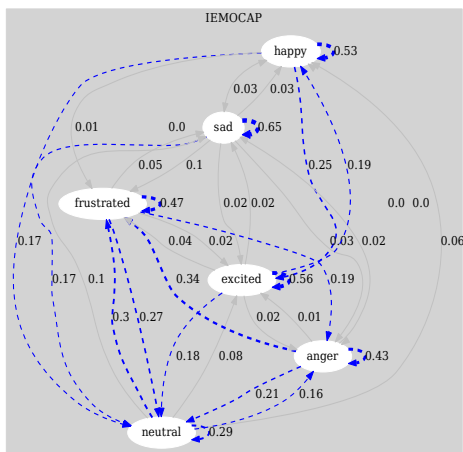 IEMOCAP
happy
0.53
0.03 0.03
0.01 0.0 sad 0.65
0.05 0.1 0.25 0.19
frustrated 0.47 0.02 0.02 0.0 0.0
0.17 0.04 0.02 0.03 0.02 0.06
0.17 0.1 0.34 excited 0.56 0.19
0.3 0.27 0.02 0.01
0.18 0.08 anger 0.43
0.21 0.16
neutral 0.29